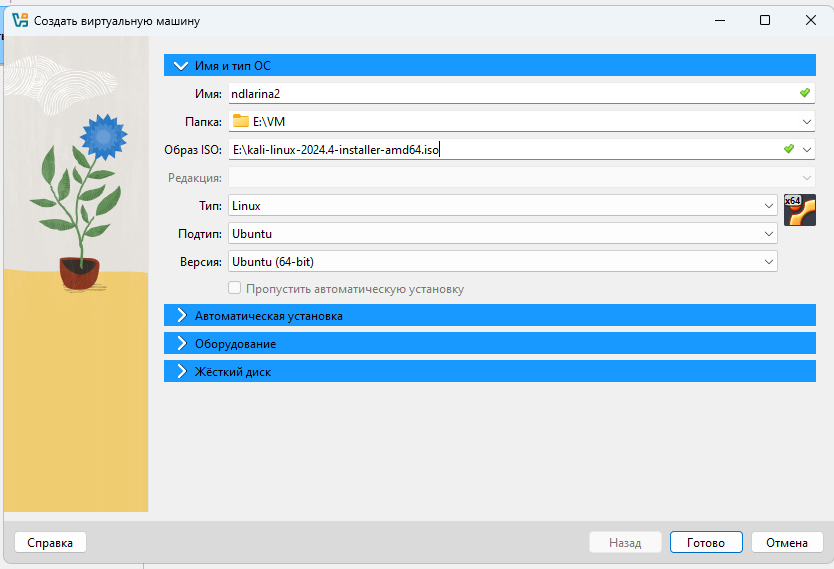 Создать виртуальную машину
Имя и тип ОС
Имя: ndlarina2
Папка: E:\VM
Образ ISO: E:\kali-linux-2024.4-installer-amd64.iso
Редакция:
Тип: Linux
x64
Подтип: Ubuntu
Версия: Ubuntu (64-bit)
Пропустить автоматическую установку
Автоматическая установка
Оборудование
Жёсткий диск
Справка Назад Готово Отмена